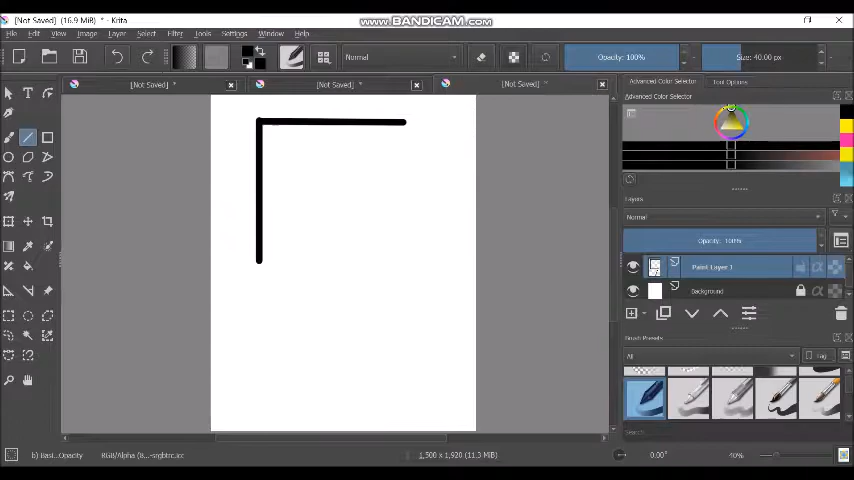 [Not Saved] (16.9 MiB) * - Krita
www.BANDICAM.com
File Edit View Image Layer Select Filter Tools Settings Window Help
Normal
Opacity: 100%
Size: 40.00 px
[Not Saved] *
[Not Saved] *
[Not Saved] *
Advanced Color Selector
Tool Options
Advanced Color Selector
Layers
Normal
Opacity: 100%
Paint Layer 1
Background
Brush Presets
All
Tag
Search
b) Basi...Opacity
RGB/Alpha (8...-srgbtrc.icc
1,500 x 1,920 (11.3 MiB)
0.00°
40%